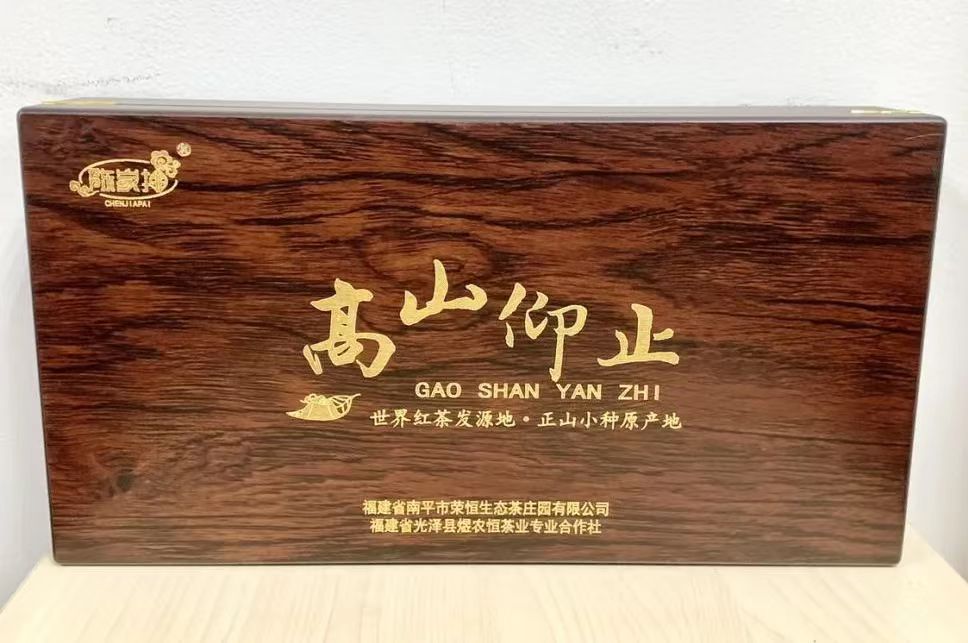 陈家排
CHENJIAPAI
高山仰止
GAO SHAN YAN ZHI
世界红茶发源地·正山小种原产地
福建省南平市荣恒生态茶庄园有限公司
福建省光泽县煜农恒茶业专业合作社